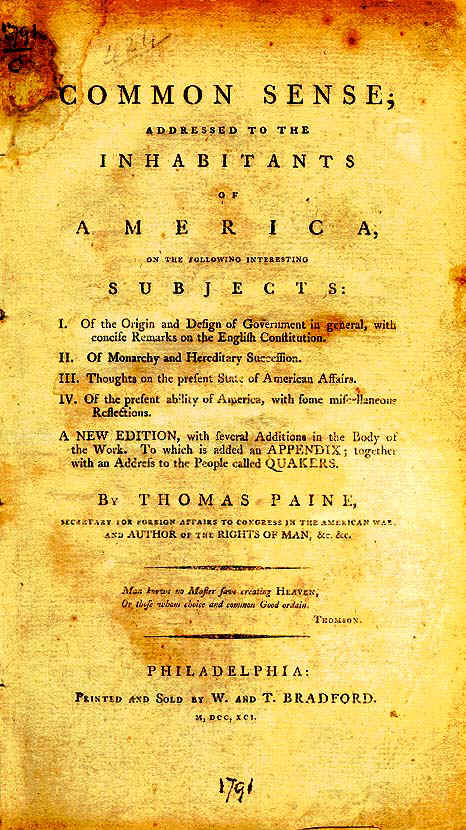 1791
C
424
COMMON SENSE;
ADDRESSED TO THE
INHABITANTS
OF
AMERICA,
ON THE FOLLOWING INTERESTING
SUBJECTS:
I. Of the Origin and Deſign of Government in general, with
conciſe Remarks on the Engliſh Conſtitution.
II. Of Monarchy and Hereditary Succeſſion.
III. Thoughts on the preſent State of American Affairs.
IV. Of the preſent ability of America, with ſome miſcellaneous
Reflections.
A NEW EDITION, with ſeveral Additions in the Body of
the Work. To which is added an APPENDIX; together
with an Addreſs to the People called QUAKERS.
By THOMAS PAINE,
SECRETARY FOR FOREIGN AFFAIRS TO CONGRESS IN THE AMERICAN WAR,
AND AUTHOR OF THE RIGHTS OF MAN, &c. &c.
Man knows no Maſter ſave creating HEAVEN,
Or thoſe whom choice and common Good ordain.
THOMSON.
PHILADELPHIA:
PRINTED AND SOLD BY W. AND T. BRADFORD.
M, DCC, XCI.
1791